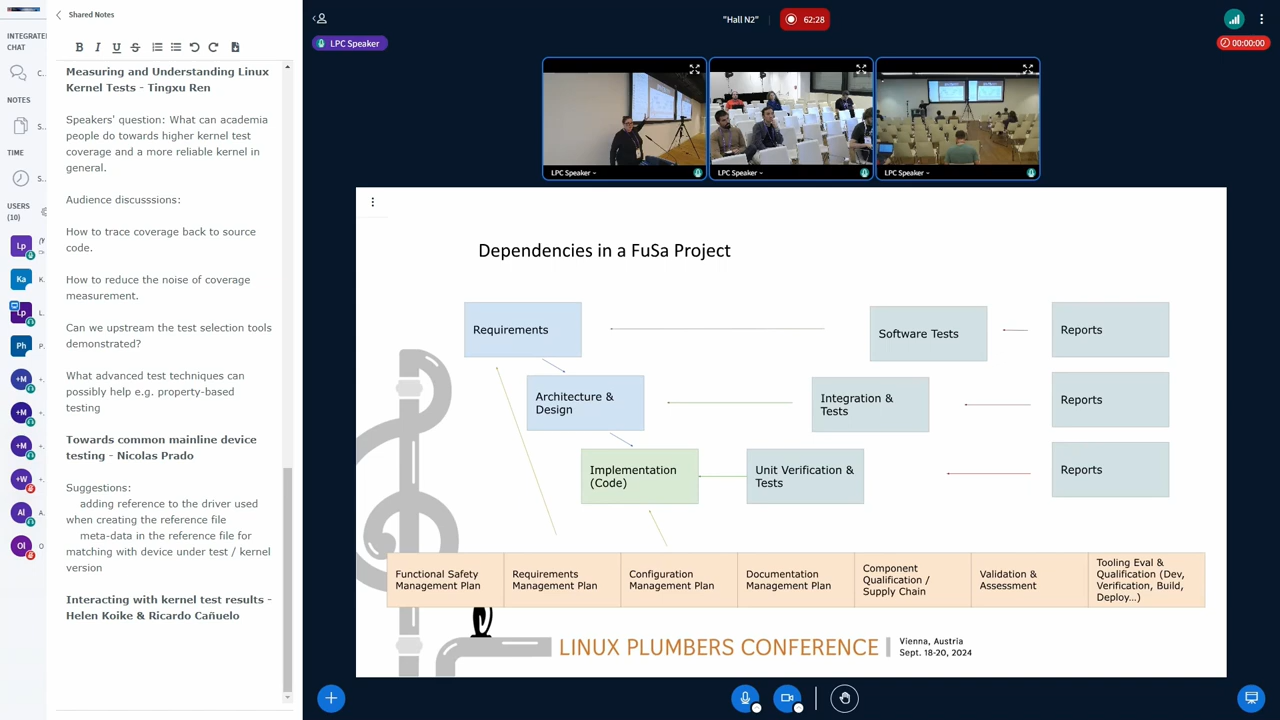 Shared Notes
INTEGRATE
CHAT
C..
NOTES
S..
TIME
S..
USERS
(10)
Lp
Ka
K.
Lp
L.
Ph
P.
+M
+.
+M
+.
+M
+.
+W
+.
Al
A.
Ol
O
B I U S
Measuring and Understanding Linux
Kernel Tests - Tingxu Ren
Speakers' question: What can academia
people do towards higher kernel test
coverage and a more reliable kernel in
general.
Audience discusssions:
How to trace coverage back to source
code.
How to reduce the noise of coverage
measurement.
Can we upstream the test selection tools
demonstrated?
What advanced test techniques can
possibly help e.g. property-based
testing
Towards common mainline device
testing - Nicolas Prado
Suggestions:
adding reference to the driver used
when creating the reference file
meta-data in the reference file for
matching with device under test / kernel
version
Interacting with kernel test results -
Helen Koike & Ricardo Cañuelo
"Hall N2"
62:28
LPC Speaker
00:00:00
LPC Speaker
LPC Speaker
LPC Speaker
Dependencies in a FuSa Project
Requirements
Software Tests
Reports
Architecture &
Design
Integration &
Tests
Reports
Implementation
(Code)
Unit Verification &
Tests
Reports
Functional Safety
Management Plan
Requirements
Management Plan
Configuration
Management Plan
Documentation
Management Plan
Component
Qualification /
Supply Chain
Validation &
Assessment
Tooling Eval &
Qualification (Dev,
Verification, Build,
Deploy...)
LINUX PLUMBERS CONFERENCE
Vienna, Austria
Sept. 18-20, 2024